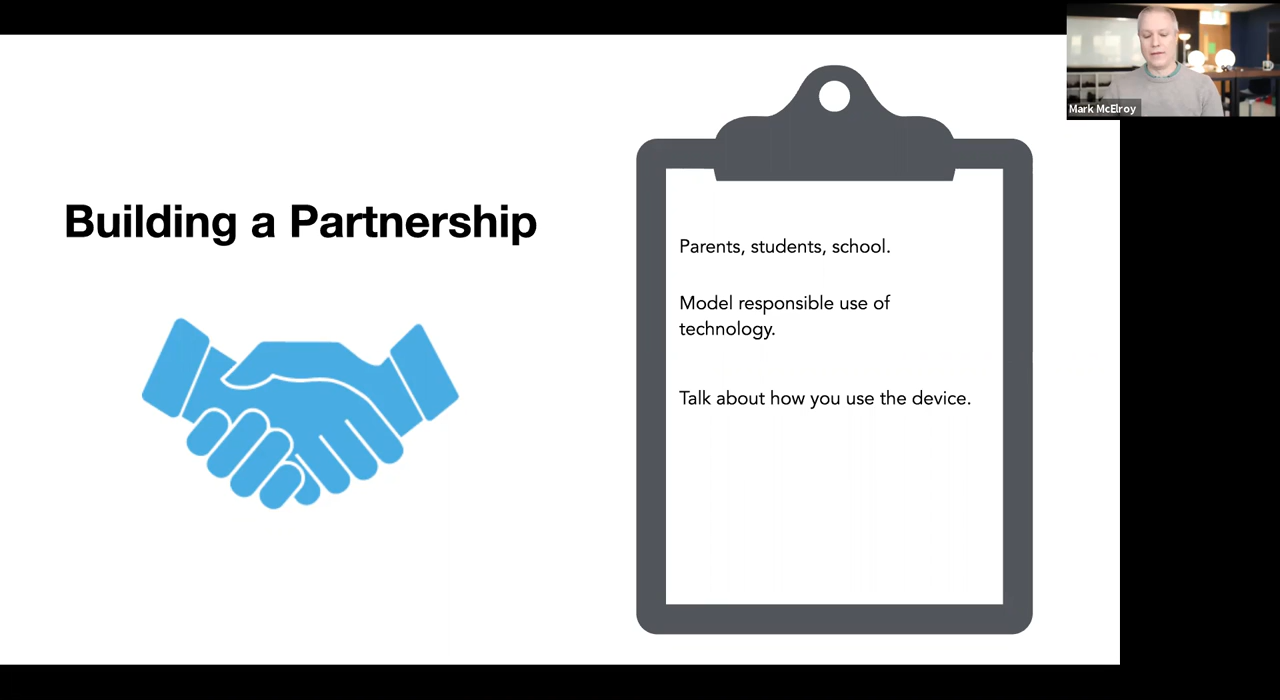 Building a Partnership
Parents, students, school.
Model responsible use of
technology.
Talk about how you use the device.
Mark McElroy